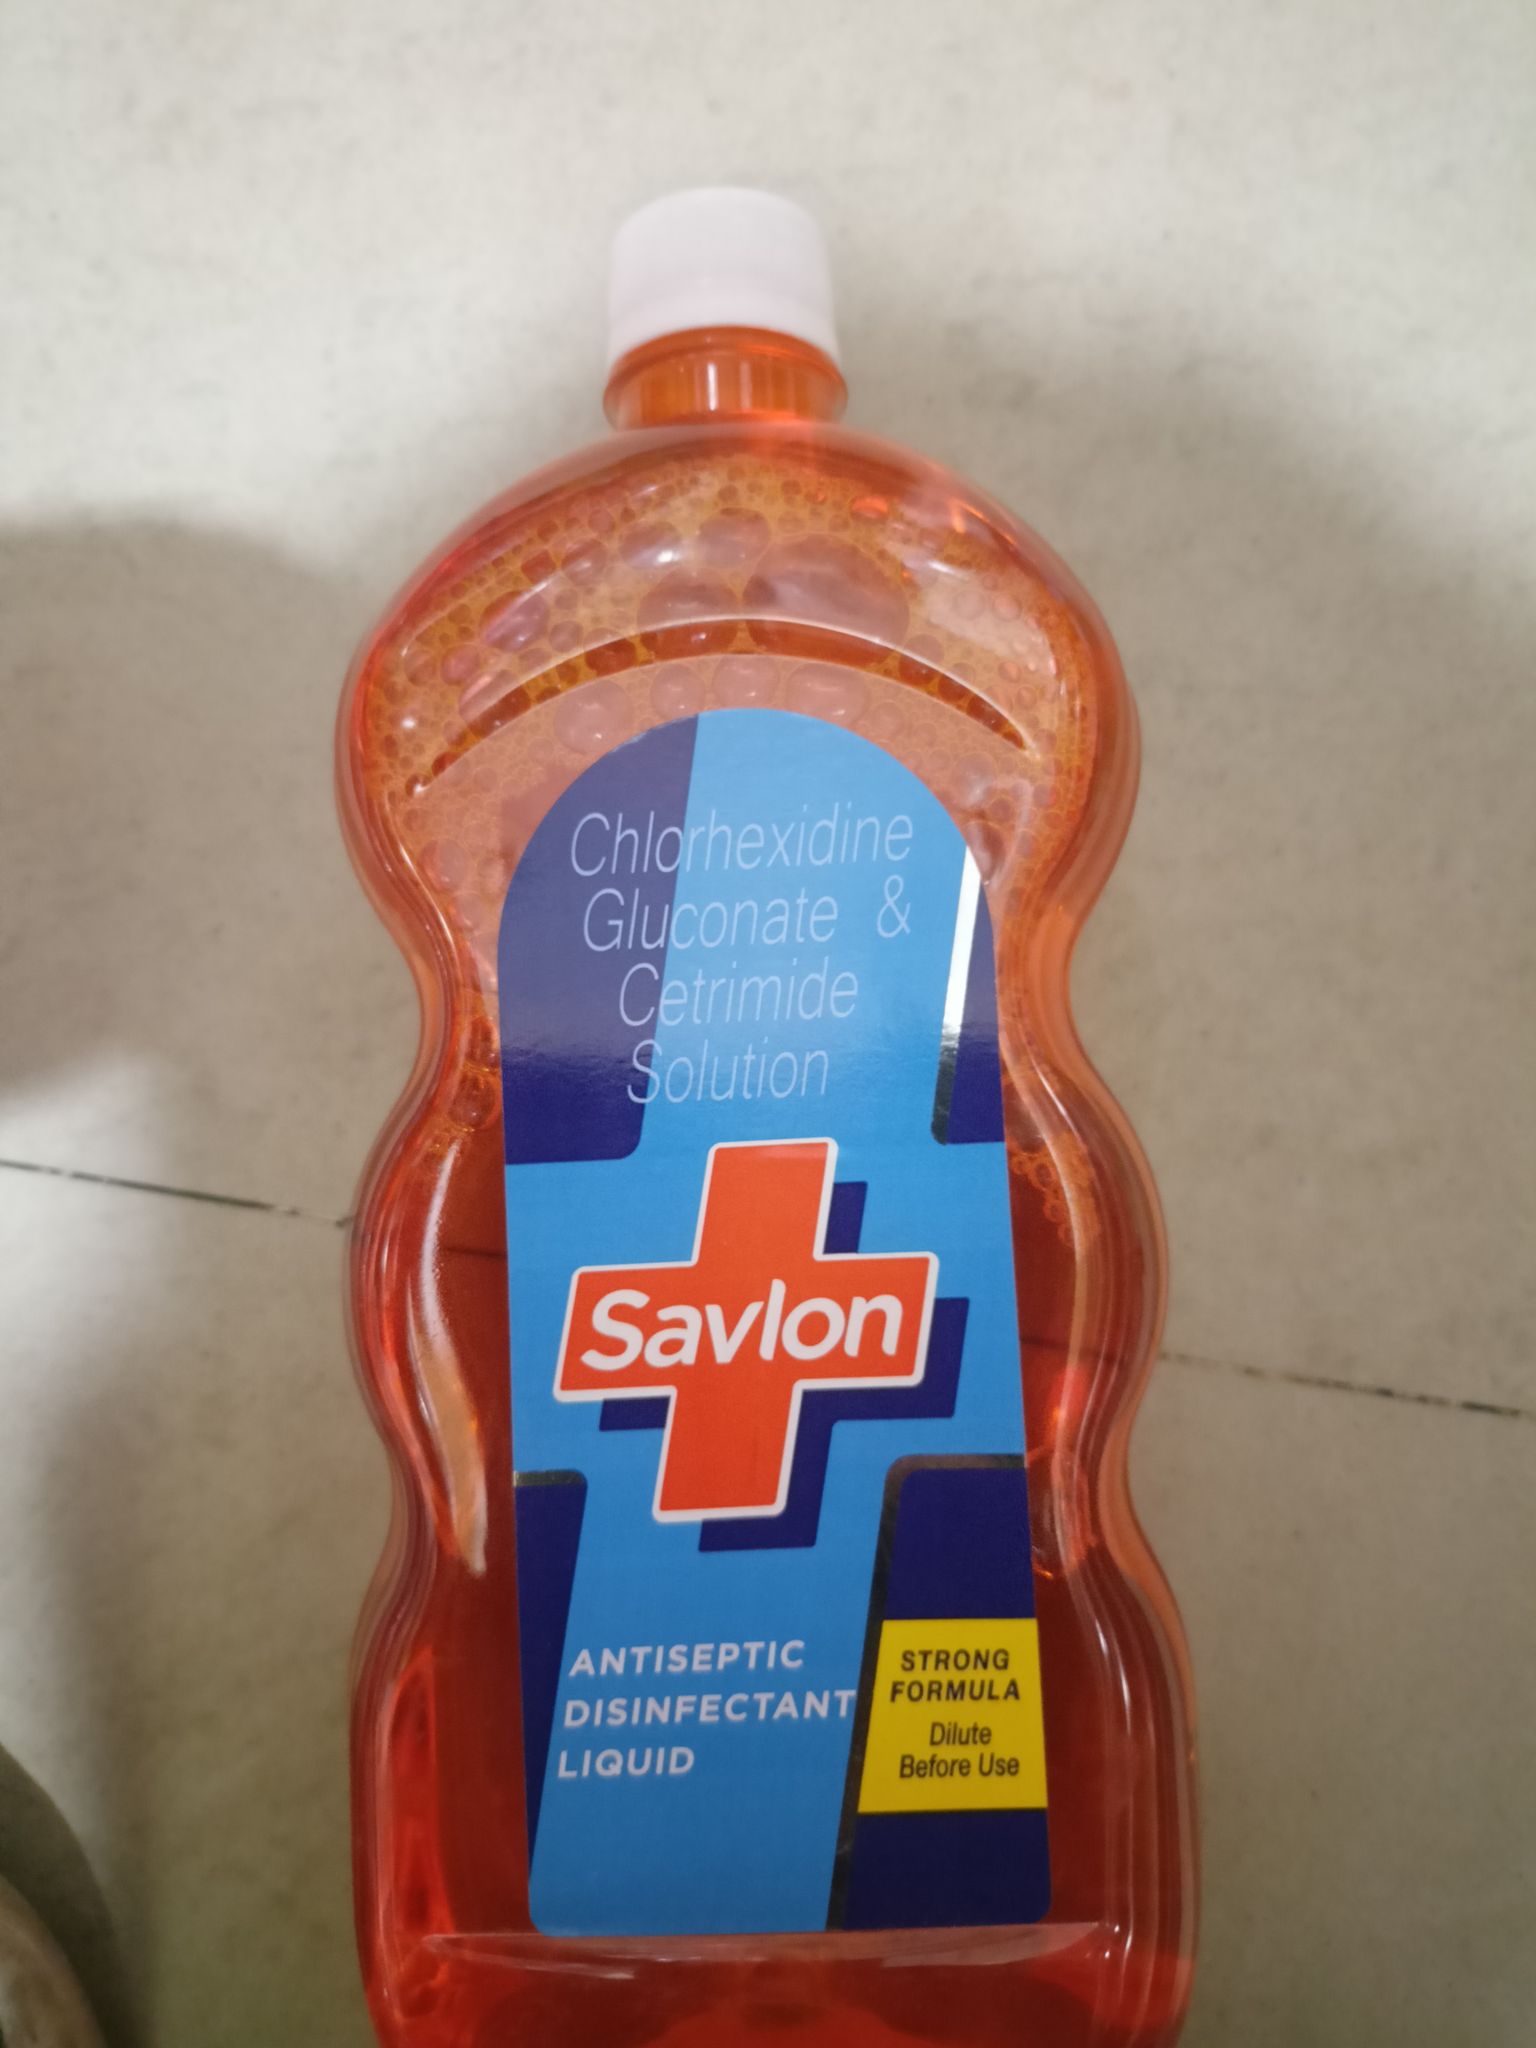 Chlorhexidine
Gluconate &
Cetrimide
Solution
Savlon
ANTISEPTIC
DISINFECTANT
LIQUID
STRONG
FORMULA
Dilute
Before Use